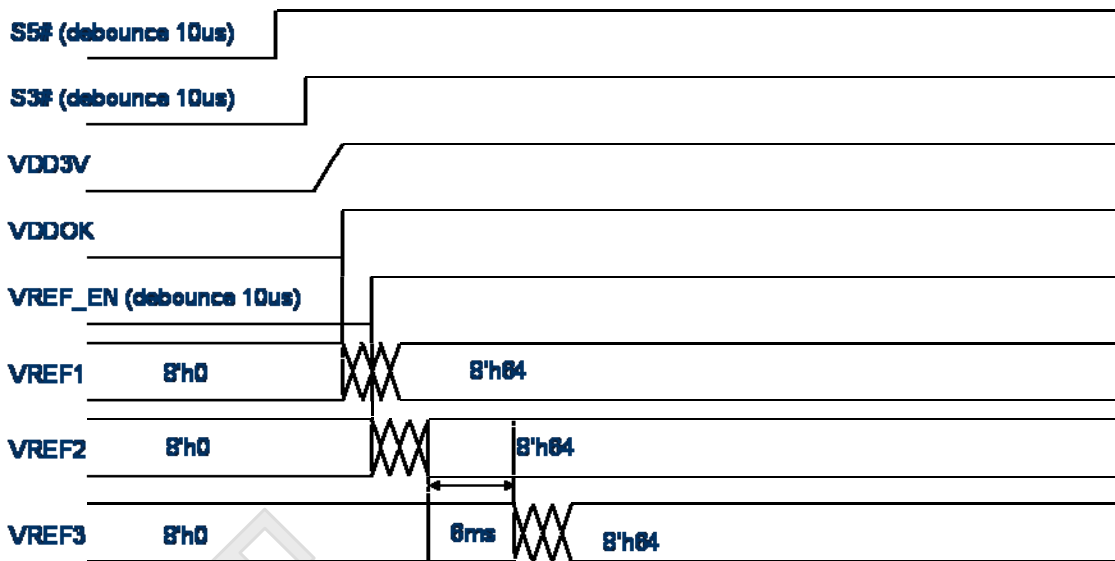 S5# (debounce 10us)
S3# (debounce 10us)
VDD3V
VDDOK
VREF_EN (debounce 10us)
VREF1 8'h0 8'h64
VREF2 8'h0 8'h64
VREF3 8'h0 6ms 8'h64